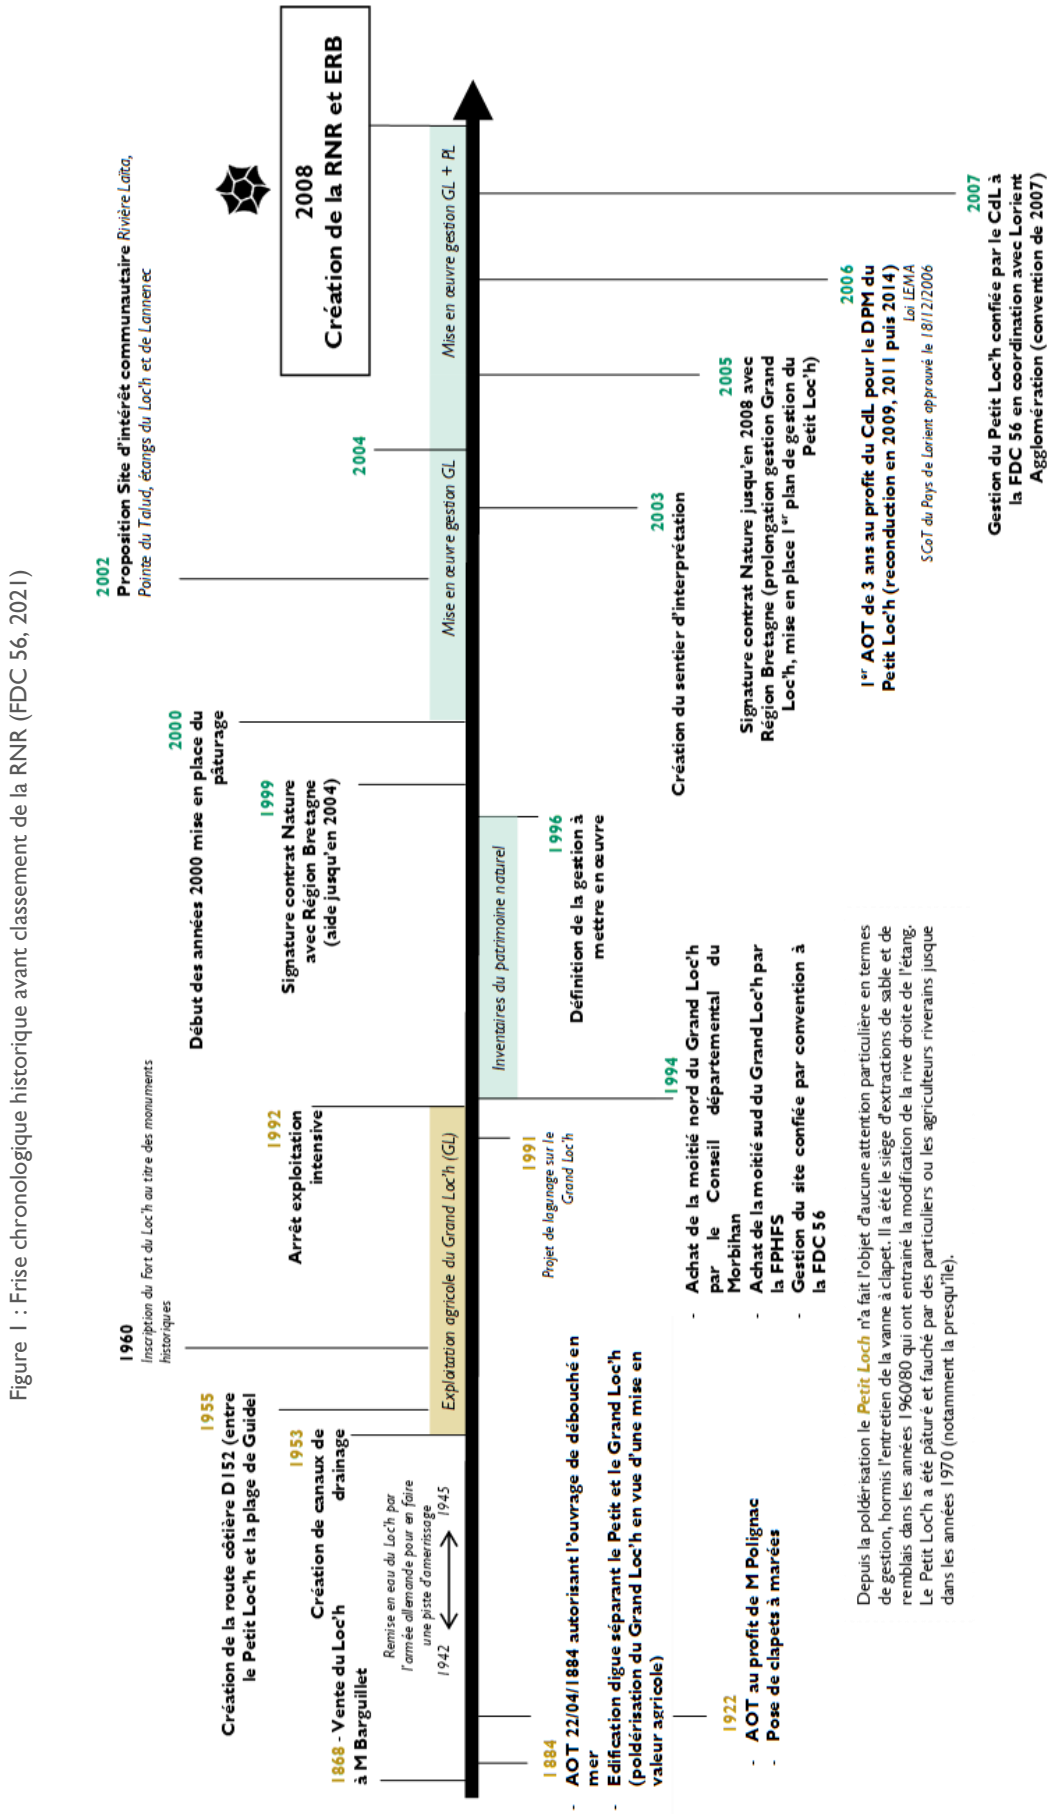 Figure 1 : Frise chronologique historique avant classement de la RNR (FDC 56, 2021)
1868 - Vente du Loc'h
à M Barguillet
Remise en eau du Loc'h par
l'armée allemande pour en faire
une piste d'amerrissage
1942
1945
1953
Création de canaux de
drainage
1955
Création de la route côtière D152 (entre
le Petit Loc'h et la plage de Guidel
1960
Inscription du Fort du Loc'h au titre des monuments
historiques
1992
Arrêt exploitation
intensive
1999
Signature contrat Nature
avec Région Bretagne
(aide jusqu'en 2004)
2000
Début des années 2000 mise en place du
pâturage
2002
Proposition Site d'intérêt communautaire Rivière Laïta,
Pointe du Talud, étangs du Loc'h et de Lannenec
2004
2008
Création de la RNR et ERB
Exploitation agricole du Grand Loc'h (GL)
Inventaires du patrimoine naturel
Mise en œuvre gestion GL
Mise en œuvre gestion GL + PL
1884
- AOT 22/04/1884 autorisant l'ouvrage de débouché en
mer
- Edification digue séparant le Petit et le Grand Loc'h
(poldérisation du Grand Loc'h en vue d'une mise en
valeur agricole)
1922
- AOT au profit de M Polignac
- Pose de clapets à marées
1991
Projet de lagunage sur le
Grand Loc'h
1994
- Achat de la moitié nord du Grand Loc'h
par le Conseil départemental du
Morbihan
- Achat de la moitié sud du Grand Loc'h par
la FPHFS
- Gestion du site confiée par convention à
la FDC 56
1996
Définition de la gestion à
mettre en œuvre
2003
Création du sentier d'interprétation
2005
Signature contrat Nature jusqu'en 2008 avec
Région Bretagne (prolongation gestion Grand
Loc'h, mise en place 1er plan de gestion du
Petit Loc'h)
2006
1er AOT de 3 ans au profit du CdL pour le DPM du
Petit Loc'h (reconduction en 2009, 2011 puis 2014)
Loi LEMA
SCoT du Pays de Lorient approuvé le 18/12/2006
2007
Gestion du Petit Loc'h confiée par le CdL à
la FDC 56 en coordination avec Lorient
Agglomération (convention de 2007)
Depuis la poldérisation le Petit Loch n'a fait l'objet d'aucune attention particulière en termes
de gestion, hormis l'entretien de la vanne à clapet. Il a été le siège d'extractions de sable et de
remblais dans les années 1960/80 qui ont entrainé la modification de la rive droite de l'étang.
Le Petit Loc'h a été pâturé et fauché par des particuliers ou les agriculteurs riverains jusque
dans les années 1970 (notamment la presqu'île).